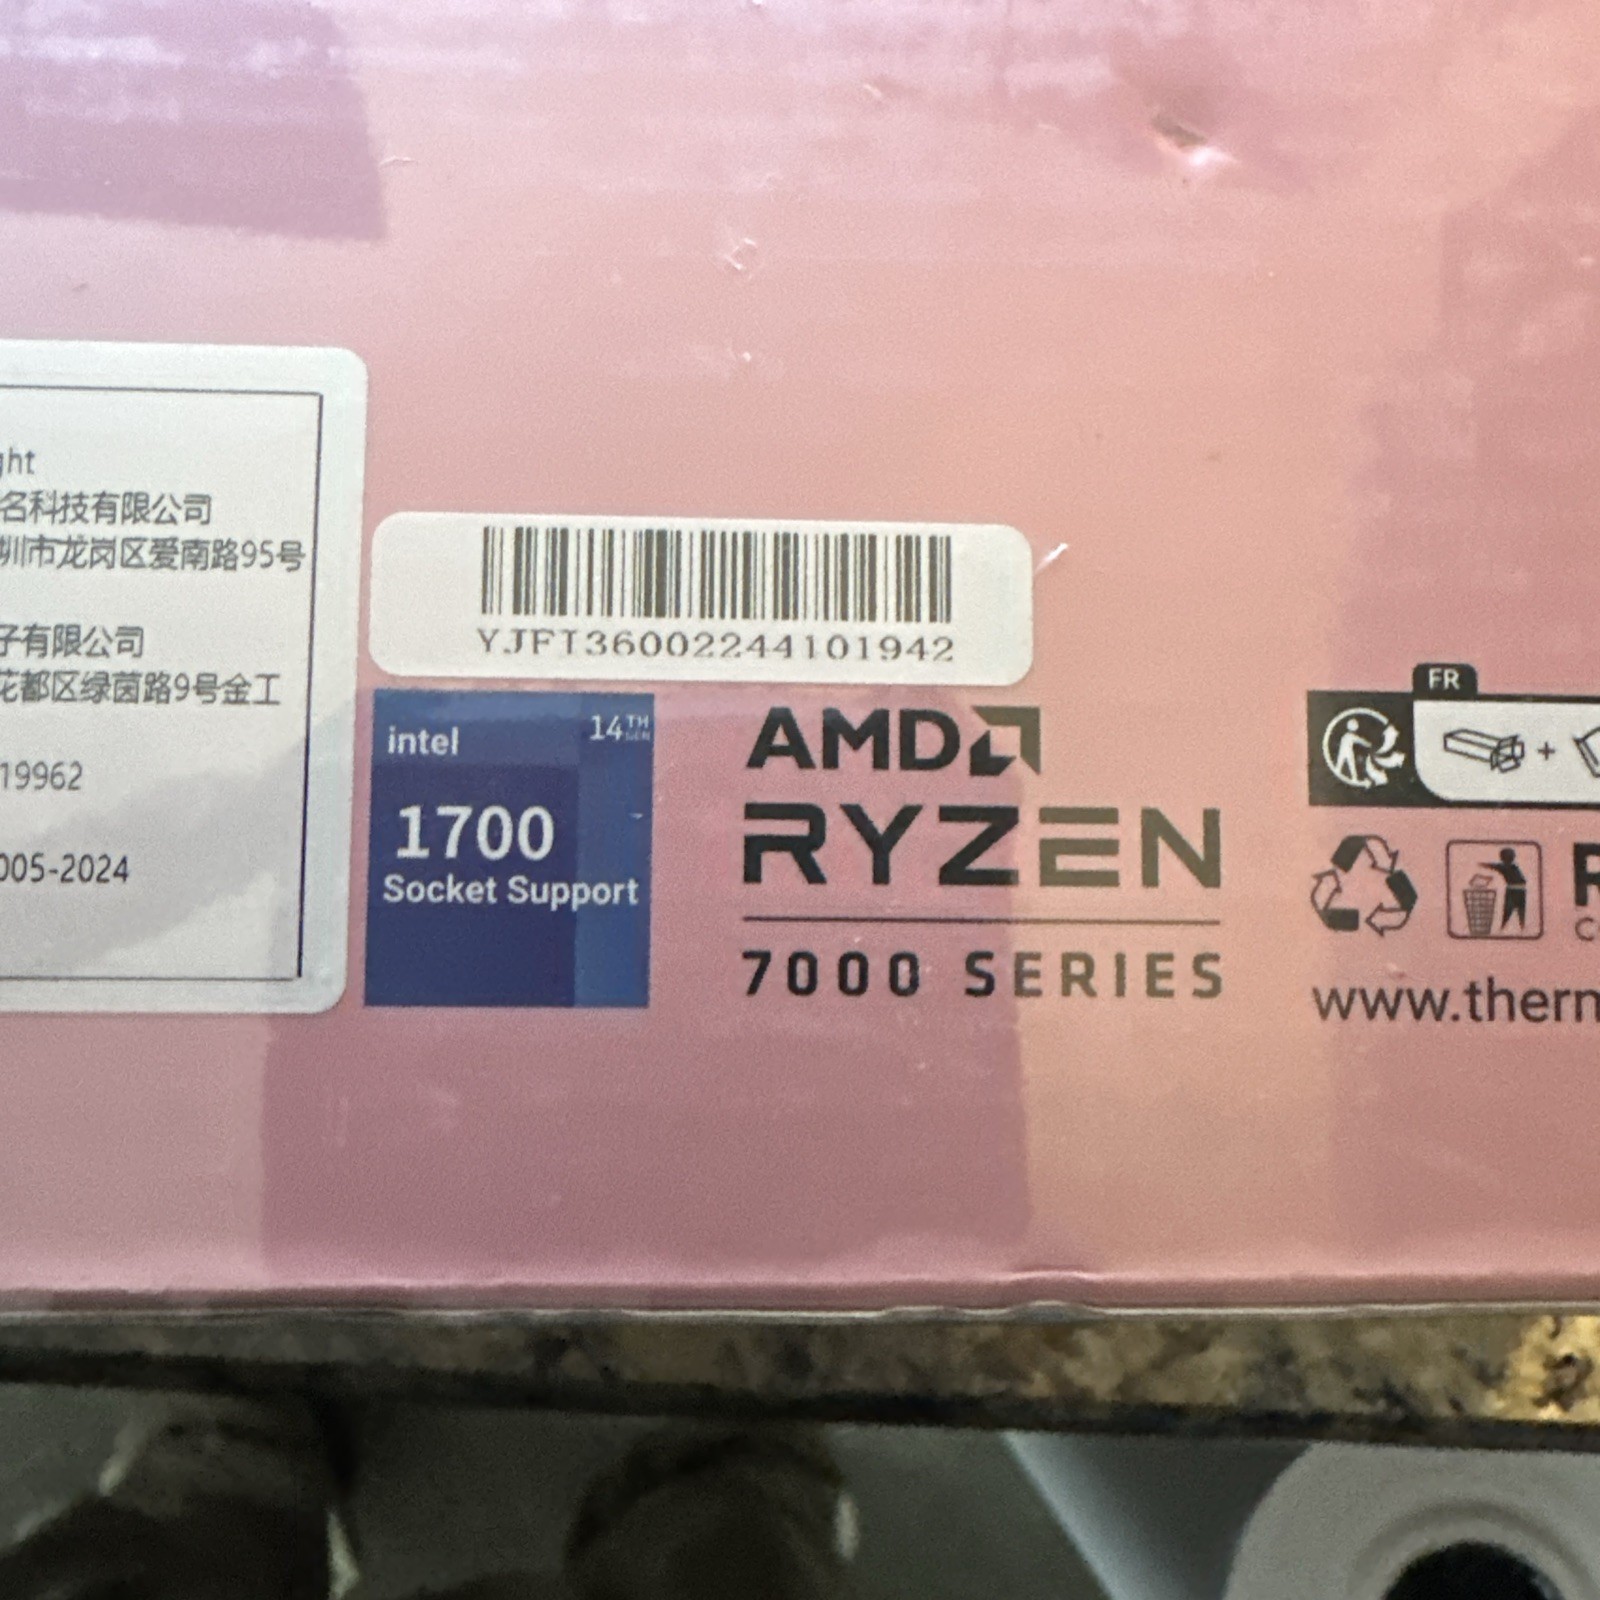 ght
名科技有限公司
圳市龙岗区爱南路95号
子有限公司
花都区绿茵路9号金工
19962
005-2024
YJFT36002244101942
intel
14TH GEN
1700
Socket Support
AMD
RYZEN
7000 SERIES
FR
+
www.therm